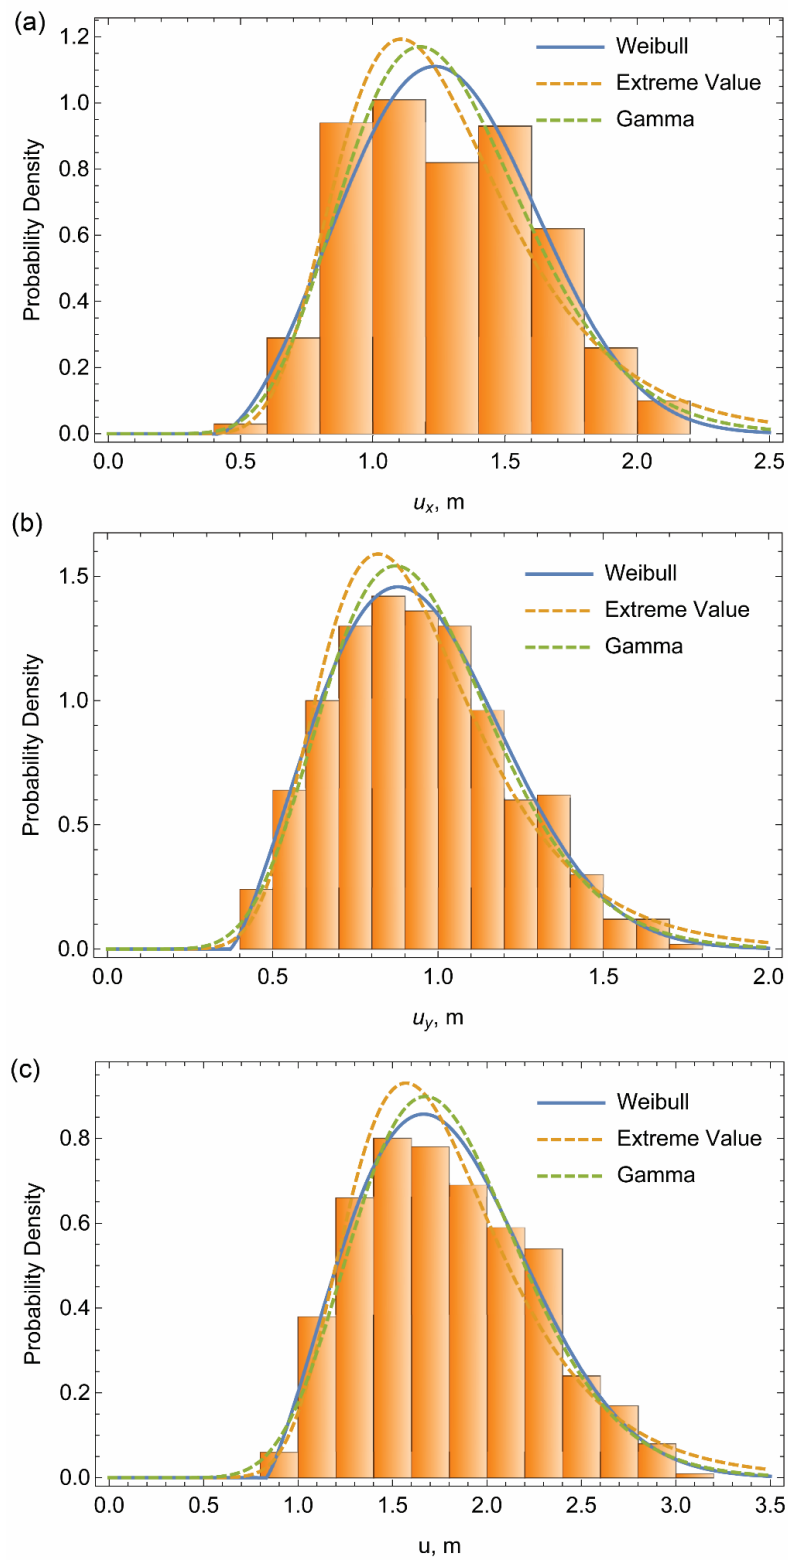 (a)
1.2
1.0
0.8
0.6
0.4
0.2
0.0
Probability Density
Weibull
Extreme Value
Gamma
0.0 0.5 1.0 1.5 2.0 2.5
uₓ, m
(b)
1.5
1.0
0.5
0.0
Probability Density
Weibull
Extreme Value
Gamma
0.0 0.5 1.0 1.5 2.0
u_y, m
(c)
0.8
0.6
0.4
0.2
0.0
Probability Density
Weibull
Extreme Value
Gamma
0.0 0.5 1.0 1.5 2.0 2.5 3.0 3.5
u, m